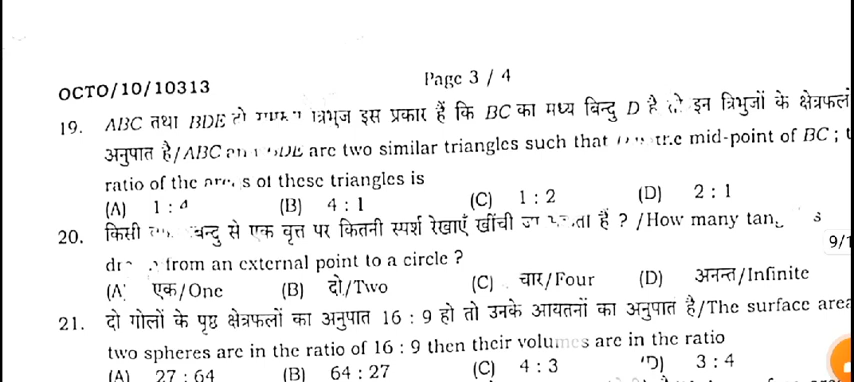 OCTO/10/10313
Page 3 / 4
19. ABC तथा BDE दो त्रिभुज इस प्रकार हैं कि BC का मध्य विन्दु D है तो इन त्रिभुजों के क्षेत्रफलं
अनुपात है/ABC are two similar triangles such that mid-point of BC ;
ratio of the of these triangles is
(A) 1 : 4 (B) 4 : 1 (C) 1 : 2 (D) 2 : 1
20. किसी से एक वृत्त पर कितनी स्पर्श रेखाएँ खींची हैं ? /How many
from an external point to a circle ?
9/1
(A) एक/One (B) दो/Two (C) चार/Four (D) अनन्त/Infinite
21. दो गोलों के पृष्ठ क्षेत्रफलों का अनुपात 16 : 9 हो तो उनके आयतनों का अनुपात है/The surface area
two spheres are in the ratio of 16 : 9 then their volumes are in the ratio
(A) 27 : 64 (B) 64 : 27 (C) 4 : 3 (D) 3 : 4